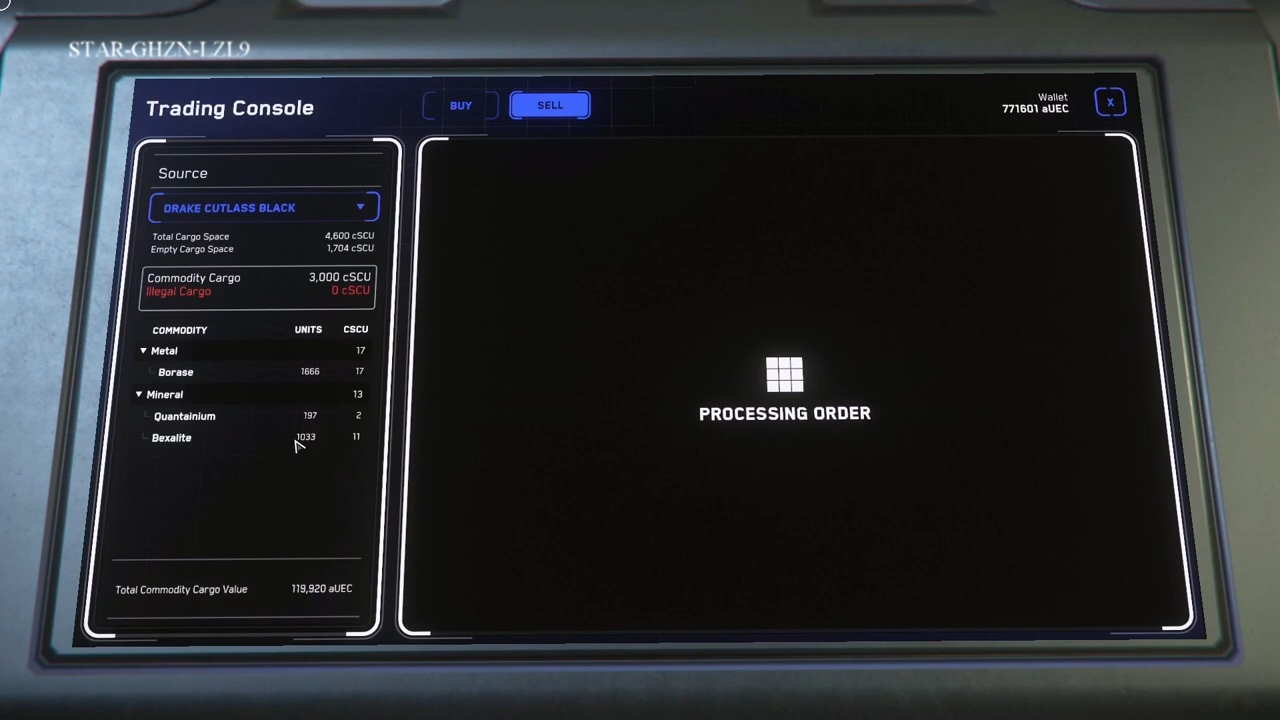 STAR-GHZN-LZL9
Trading Console
BUY
SELL
Wallet
771601 aUEC
X
Source
DRAKE CUTLASS BLACK
Total Cargo Space 4,600 cSCU
Empty Cargo Space 1,704 cSCU
Commodity Cargo 3,000 cSCU
Illegal Cargo 0 cSCU
COMMODITY UNITS CSCU
Metal 17
Borase 1666 17
Mineral 13
Quantainium 197 2
Bexalite 1033 11
Total Commodity Cargo Value 119,920 aUEC
PROCESSING ORDER